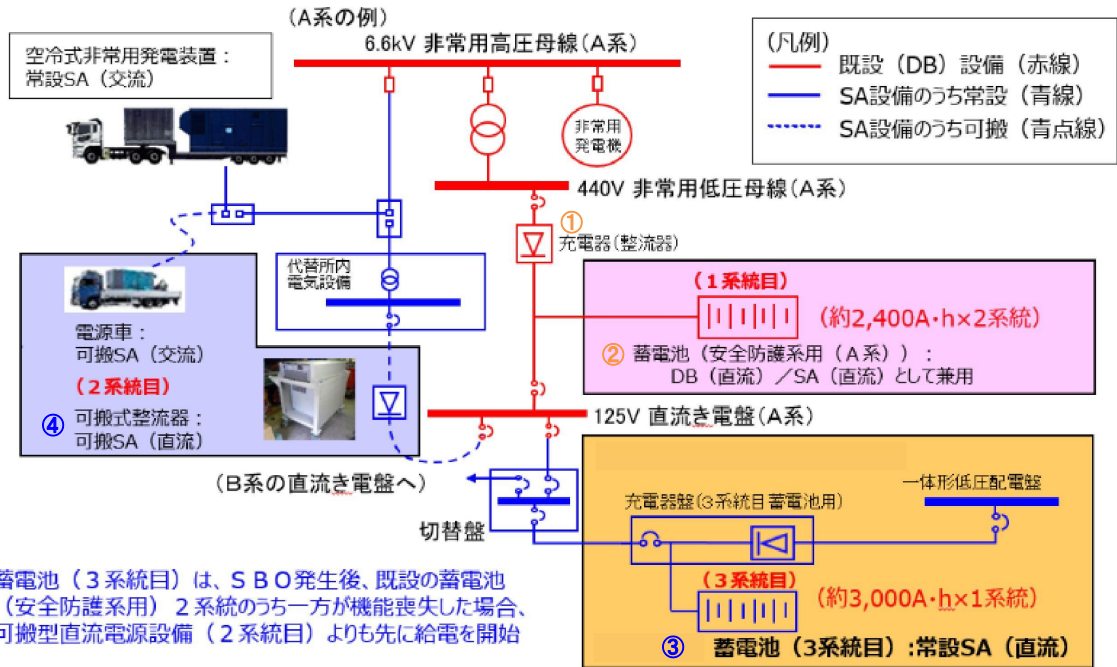 (A系の例)
6.6kV 非常用高圧母線(A系)
空冷式非常用発電装置：
常設SA（交流）
(凡例)
既設（DB）設備（赤線）
SA設備のうち常設（青線）
SA設備のうち可搬（青点線）
非常用
発電機
440V 非常用低圧母線(A系)
①
充電器(整流器)
代替所内
電気設備
電源車：
可搬SA（交流）
（２系統目）
④ 可搬式整流器；
可搬SA（直流）
（１系統目）
（約2,400A・h×２系統）
② 蓄電池（安全防護系用（Ａ系））：
DB（直流）／SA（直流）として兼用
125V 直流き電盤(A系)
（B系の直流き電盤へ）
切替盤
充電器盤(３系統目蓄電池用)
一体形低圧配電盤
（３系統目）
（約3,000A・h×１系統）
③ 蓄電池（３系統目）:常設SA（直流）
蓄電池（３系統目）は、ＳＢＯ発生後、既設の蓄電池
（安全防護系用）２系統のうち一方が機能喪失した場合、
可搬型直流電源設備（２系統目）よりも先に給電を開始